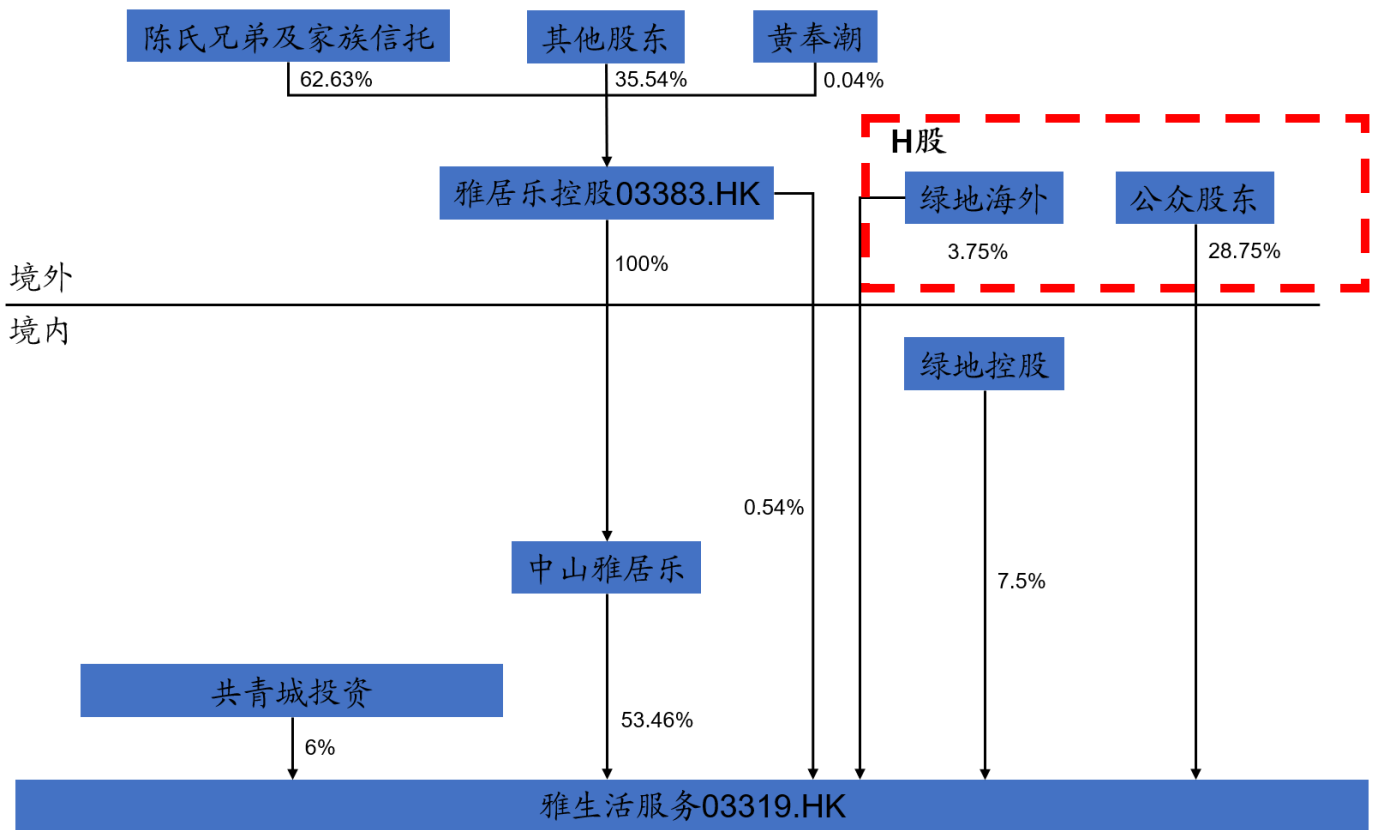 陈氏兄弟及家族信托
其他股东
黄奉潮
62.63%
35.54%
0.04%
H股
雅居乐控股03383.HK
绿地海外
公众股东
3.75%
28.75%
100%
境外
境内
绿地控股
0.54%
中山雅居乐
7.5%
共青城投资
53.46%
6%
雅生活服务03319.HK